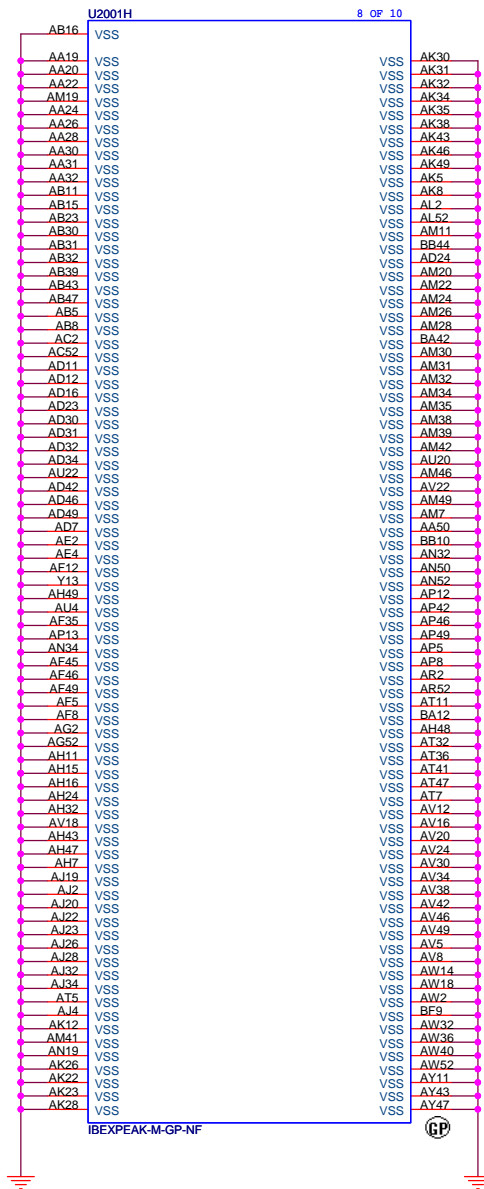 U2001H 8 OF 10
AB16 VSS
AA19 VSS VSS AK30
AA20 VSS VSS AK31
AA22 VSS VSS AK32
AM19 VSS VSS AK34
AA24 VSS VSS AK35
AA26 VSS VSS AK38
AA28 VSS VSS AK43
AA30 VSS VSS AK46
AA31 VSS VSS AK49
AA32 VSS VSS AK5
AB11 VSS VSS AK8
AB15 VSS VSS AL2
AB23 VSS VSS AL52
AB30 VSS VSS AM11
AB31 VSS VSS BB44
AB32 VSS VSS AD24
AB39 VSS VSS AM20
AB43 VSS VSS AM22
AB47 VSS VSS AM24
AB5 VSS VSS AM26
AB8 VSS VSS AM28
AC2 VSS VSS BA42
AC52 VSS VSS AM30
AD11 VSS VSS AM31
AD12 VSS VSS AM32
AD16 VSS VSS AM34
AD23 VSS VSS AM35
AD30 VSS VSS AM38
AD31 VSS VSS AM39
AD32 VSS VSS AM42
AD34 VSS VSS AU20
AU22 VSS VSS AM46
AD42 VSS VSS AV22
AD46 VSS VSS AM49
AD49 VSS VSS AM7
AD7 VSS VSS AA50
AE2 VSS VSS BB10
AE4 VSS VSS AN32
AF12 VSS VSS AN50
Y13 VSS VSS AN52
AH49 VSS VSS AP12
AU4 VSS VSS AP42
AF35 VSS VSS AP46
AP13 VSS VSS AP49
AN34 VSS VSS AP5
AF45 VSS VSS AP8
AF46 VSS VSS AR2
AF49 VSS VSS AR52
AF5 VSS VSS AT11
AF8 VSS VSS BA12
AG2 VSS VSS AH48
AG52 VSS VSS AT32
AH11 VSS VSS AT36
AH15 VSS VSS AT41
AH16 VSS VSS AT47
AH24 VSS VSS AT7
AH32 VSS VSS AV12
AV18 VSS VSS AV16
AH43 VSS VSS AV20
AH47 VSS VSS AV24
AH7 VSS VSS AV30
AJ19 VSS VSS AV34
AJ2 VSS VSS AV38
AJ20 VSS VSS AV42
AJ22 VSS VSS AV46
AJ23 VSS VSS AV49
AJ26 VSS VSS AV5
AJ28 VSS VSS AV8
AJ32 VSS VSS AW14
AJ34 VSS VSS AW18
AT5 VSS VSS AW2
AJ4 VSS VSS BF9
AK12 VSS VSS AW32
AM41 VSS VSS AW36
AN19 VSS VSS AW40
AK26 VSS VSS AW52
AK22 VSS VSS AY11
AK23 VSS VSS AY43
AK28 VSS VSS AY47
IBEXPEAK-M-GP-NF GP